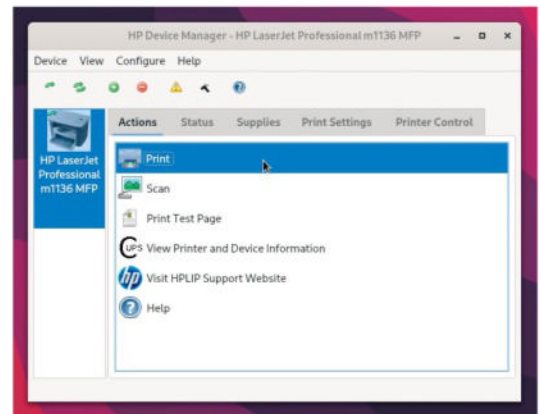 HP Device Manager - HP LaserJet Professional m1136 MFP
Device View Configure Help
Actions Status Supplies Print Settings Printer Control
HP LaserJet
Professional
m1136 MFP
Print
Scan
Print Test Page
CUPS View Printer and Device Information
hp Visit HPLIP Support Website
Help